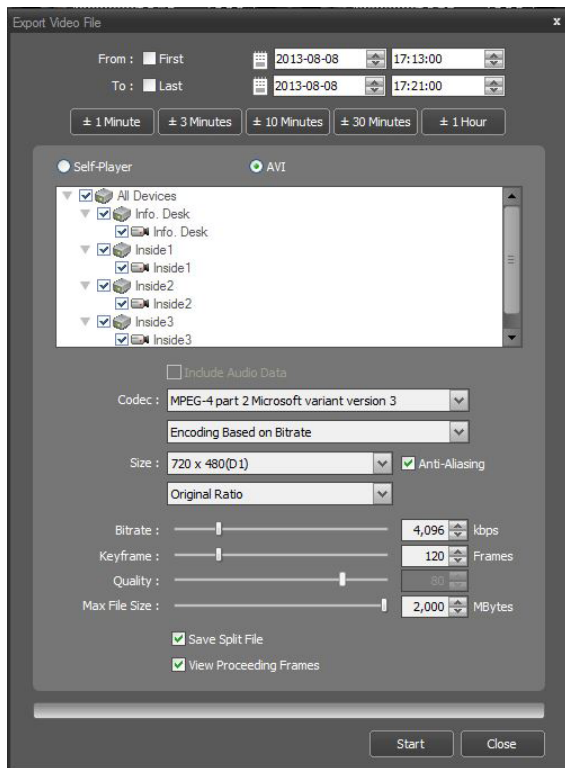 Export Video File x
From : First 2013-08-08 17:13:00
To : Last 2013-08-08 17:21:00
± 1 Minute ± 3 Minutes ± 10 Minutes ± 30 Minutes ± 1 Hour
Self-Player AVI
All Devices
Info. Desk
Info. Desk
Inside1
Inside1
Inside2
Inside2
Inside3
Inside3
Include Audio Data
Codec : MPEG-4 part 2 Microsoft variant version 3
Encoding Based on Bitrate
Size : 720 x 480(D1) Anti-Aliasing
Original Ratio
Bitrate : 4,096 kbps
Keyframe : 120 Frames
Quality : 80
Max File Size : 2,000 MBytes
Save Split File
View Proceeding Frames
Start Close